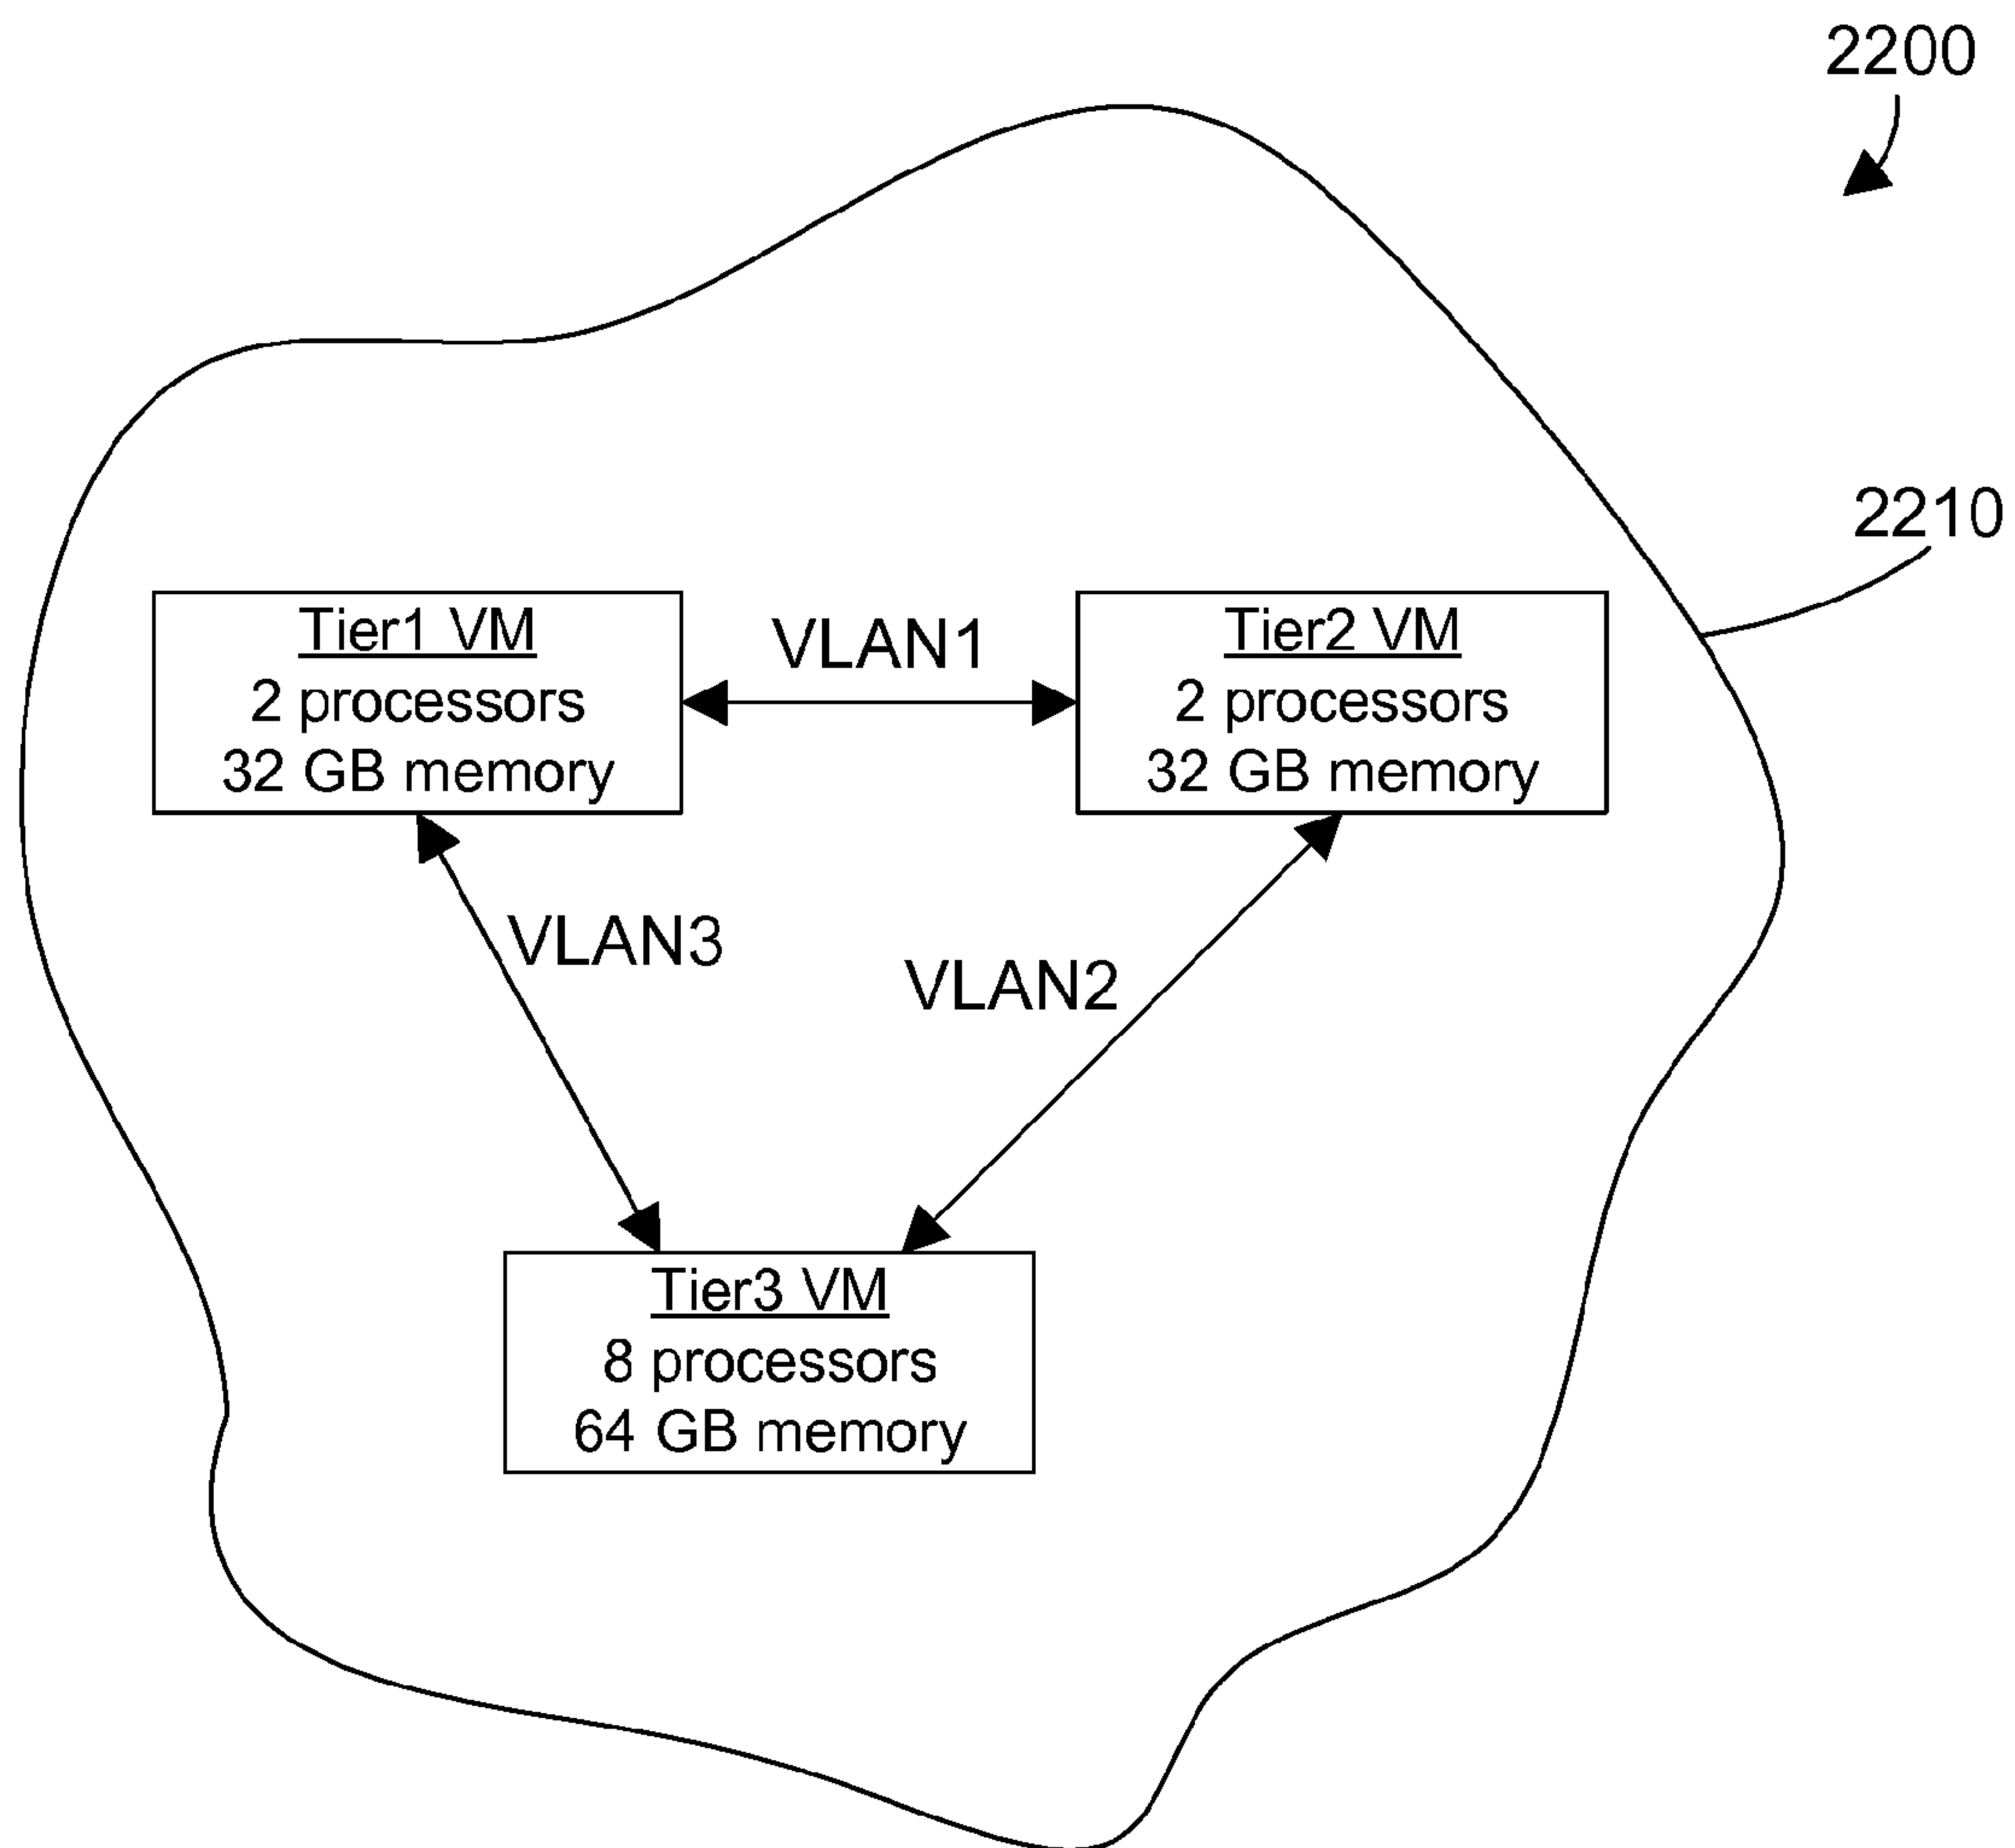 2200
2210
Tier1 VM
2 processors
32 GB memory
VLAN1
Tier2 VM
2 processors
32 GB memory
VLAN3
VLAN2
Tier3 VM
8 processors
64 GB memory